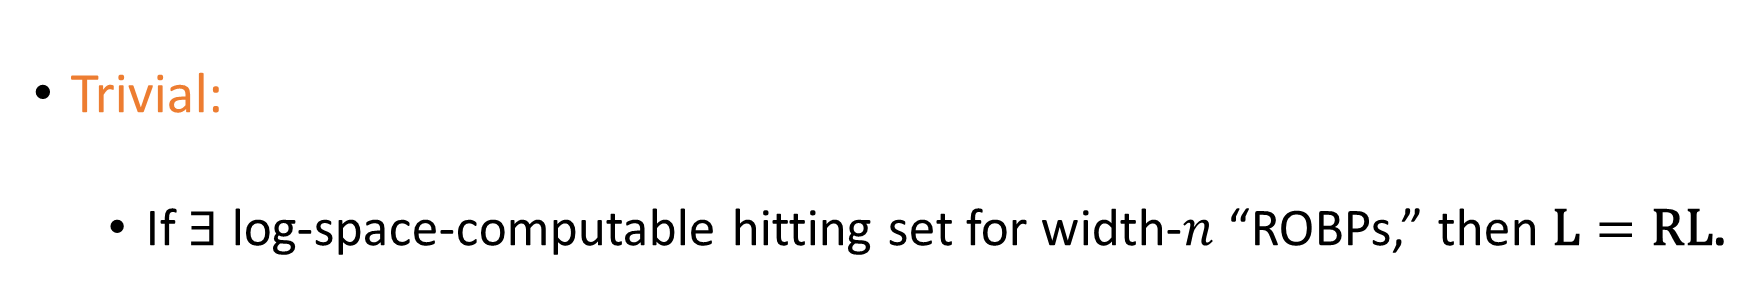 • Trivial:
• If ∃ log-space-computable hitting set for width-n “ROBPs,” then L = RL.